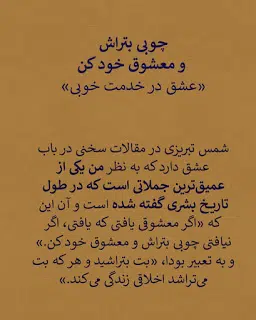 چوبی بتراش
و معشوق خود کن
«عشق در خدمت خوبی»
شمس تبریزی در مقالات سخنی در باب
عشق دارد که به نظر من یکی از
عمیق‌ترین جملاتی است که در طول
تاریخ بشری گفته شده است و آن این
که «اگر معشوقی یافتی که یافتی، اگر
نیافتی چوبی بتراش و معشوق خود کن.»
و به تعبیر بودا، «بت بتراشید و هر که بت
می‌تراشد اخلاقی زندگی می‌کند.»